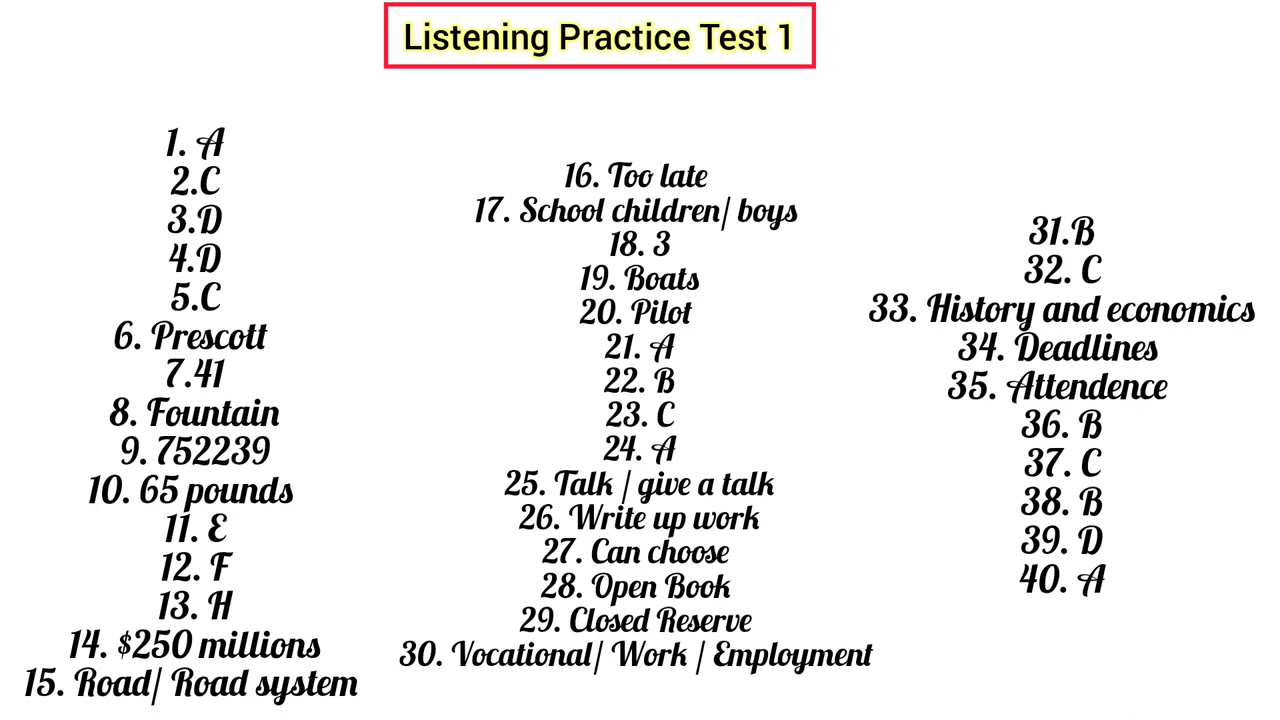 Listening Practice Test 1
1. A
2.C
3.D
4.D
5.C
6. Prescott
7.41
8. Fountain
9. 752239
10. 65 pounds
11. E
12. F
13. H
14. $250 millions
15. Road/ Road system
16. Too late
17. School children/ boys
18. 3
19. Boats
20. Pilot
21. A
22. B
23. C
24. A
25. Talk / give a talk
26. Write up work
27. Can choose
28. Open Book
29. Closed Reserve
30. Vocational/ Work / Employment
31.B
32. C
33. History and economics
34. Deadlines
35. Attendence
36. B
37. C
38. B
39. D
40. A